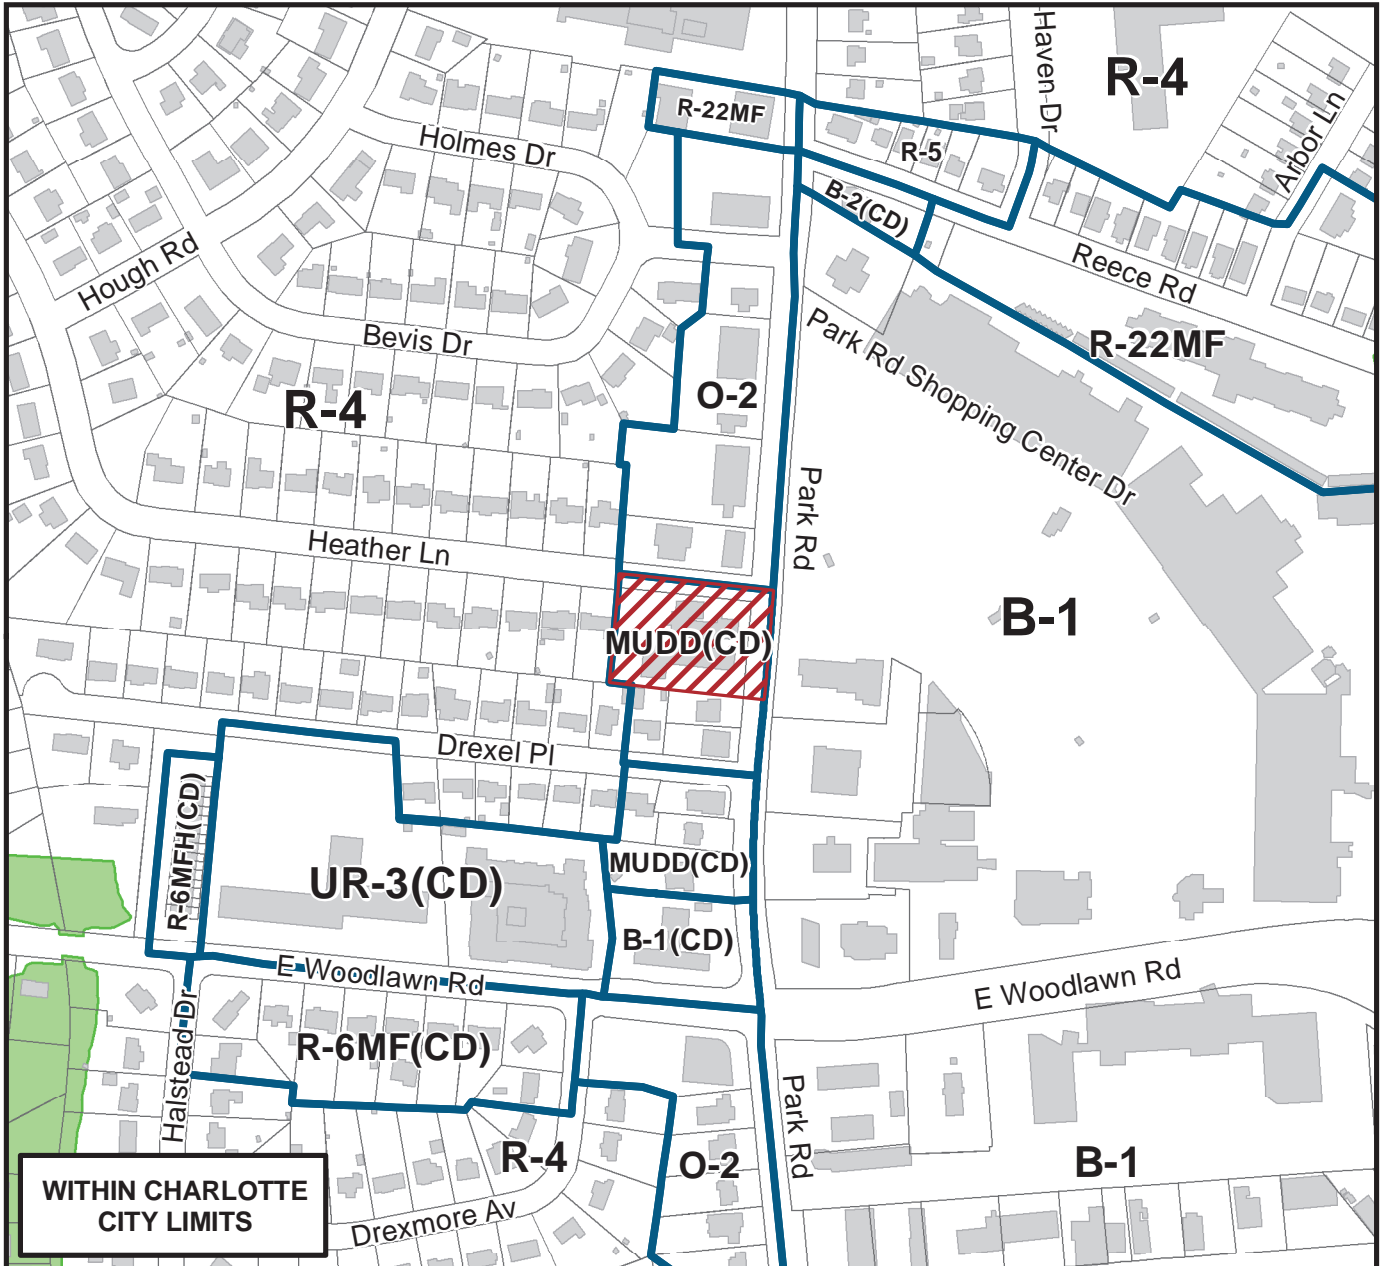 Haven Dr
R-4
R-22MF
Arbor Ln
Holmes Dr
R-5
B-2(CD)
Hough Rd
Reece Rd
Bevis Dr
Park Rd Shopping Center Dr
R-22MF
R-4
O-2
Park Rd
Heather Ln
B-1
MUDD(CD)
Drexel Pl
R-6MFH(CD)
UR-3(CD)
MUDD(CD)
B-1(CD)
E Woodlawn Rd
E Woodlawn Rd
Halstead Dr
R-6MF(CD)
Park Rd
R-4
O-2
B-1
WITHIN CHARLOTTE
CITY LIMITS
Drexmore Av